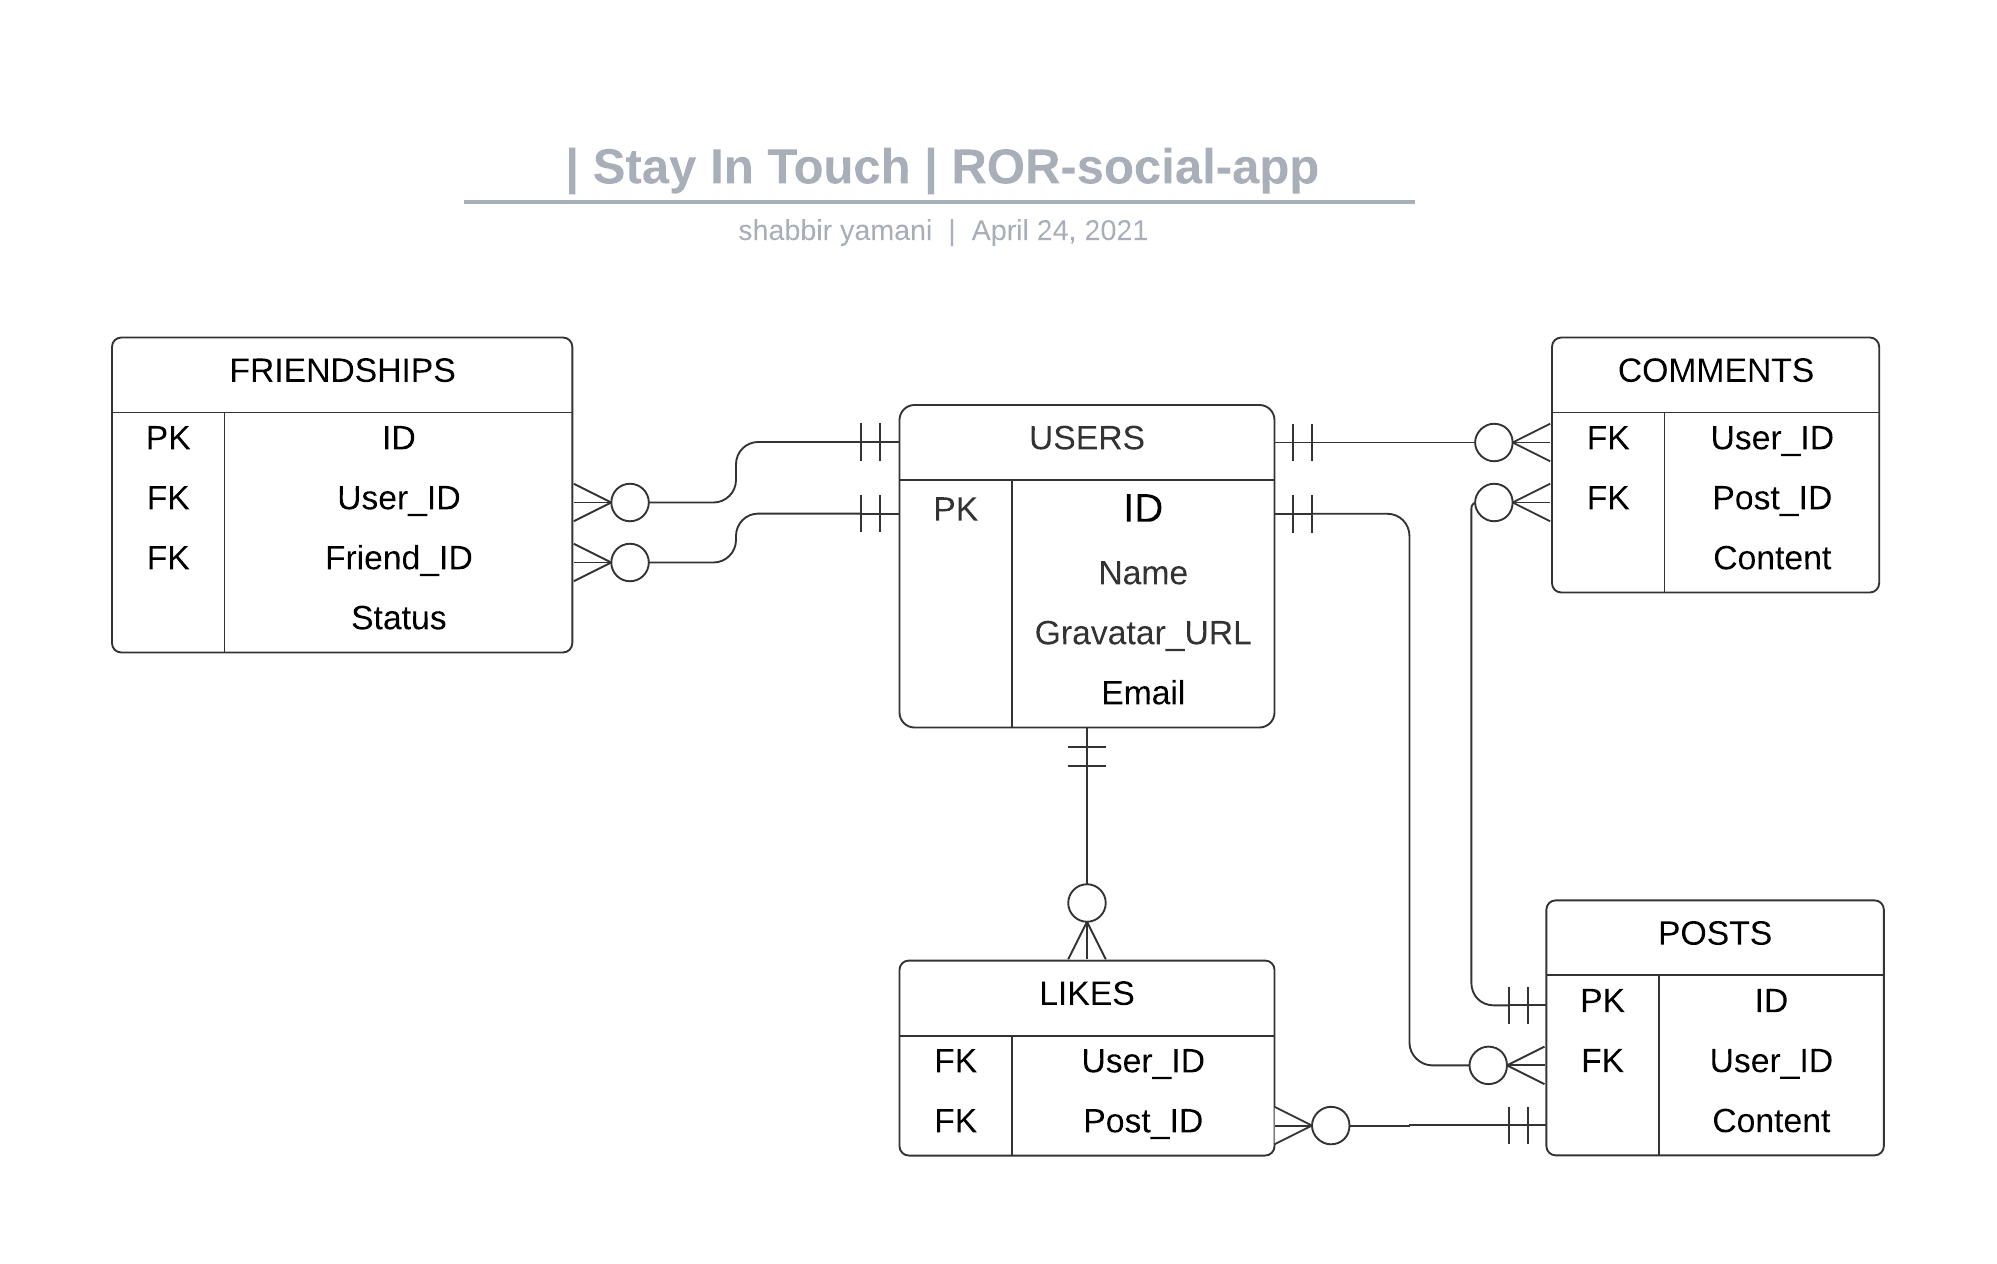 | Stay In Touch | ROR-social-app
shabbir yamani | April 24, 2021
FRIENDSHIPS
PK ID
FK User_ID
FK Friend_ID
Status
USERS
PK ID
Name
Gravatar_URL
Email
COMMENTS
FK User_ID
FK Post_ID
Content
LIKES
FK User_ID
FK Post_ID
POSTS
PK ID
FK User_ID
Content